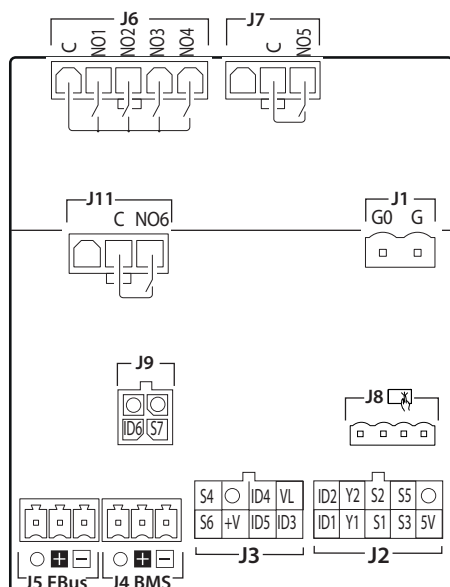 J6
J7
C NO1 NO2 NO3 NO4
C NO5
J11
J1
C NO6
G0 G
J9
J8
ID6 S7
S4 ID4 VL
ID2 Y2 S2 S5
S6 +V ID5 ID3
ID1 Y1 S1 S3 5V
J3
J2
+ −
+ −
J5 FBus
J4 BMS